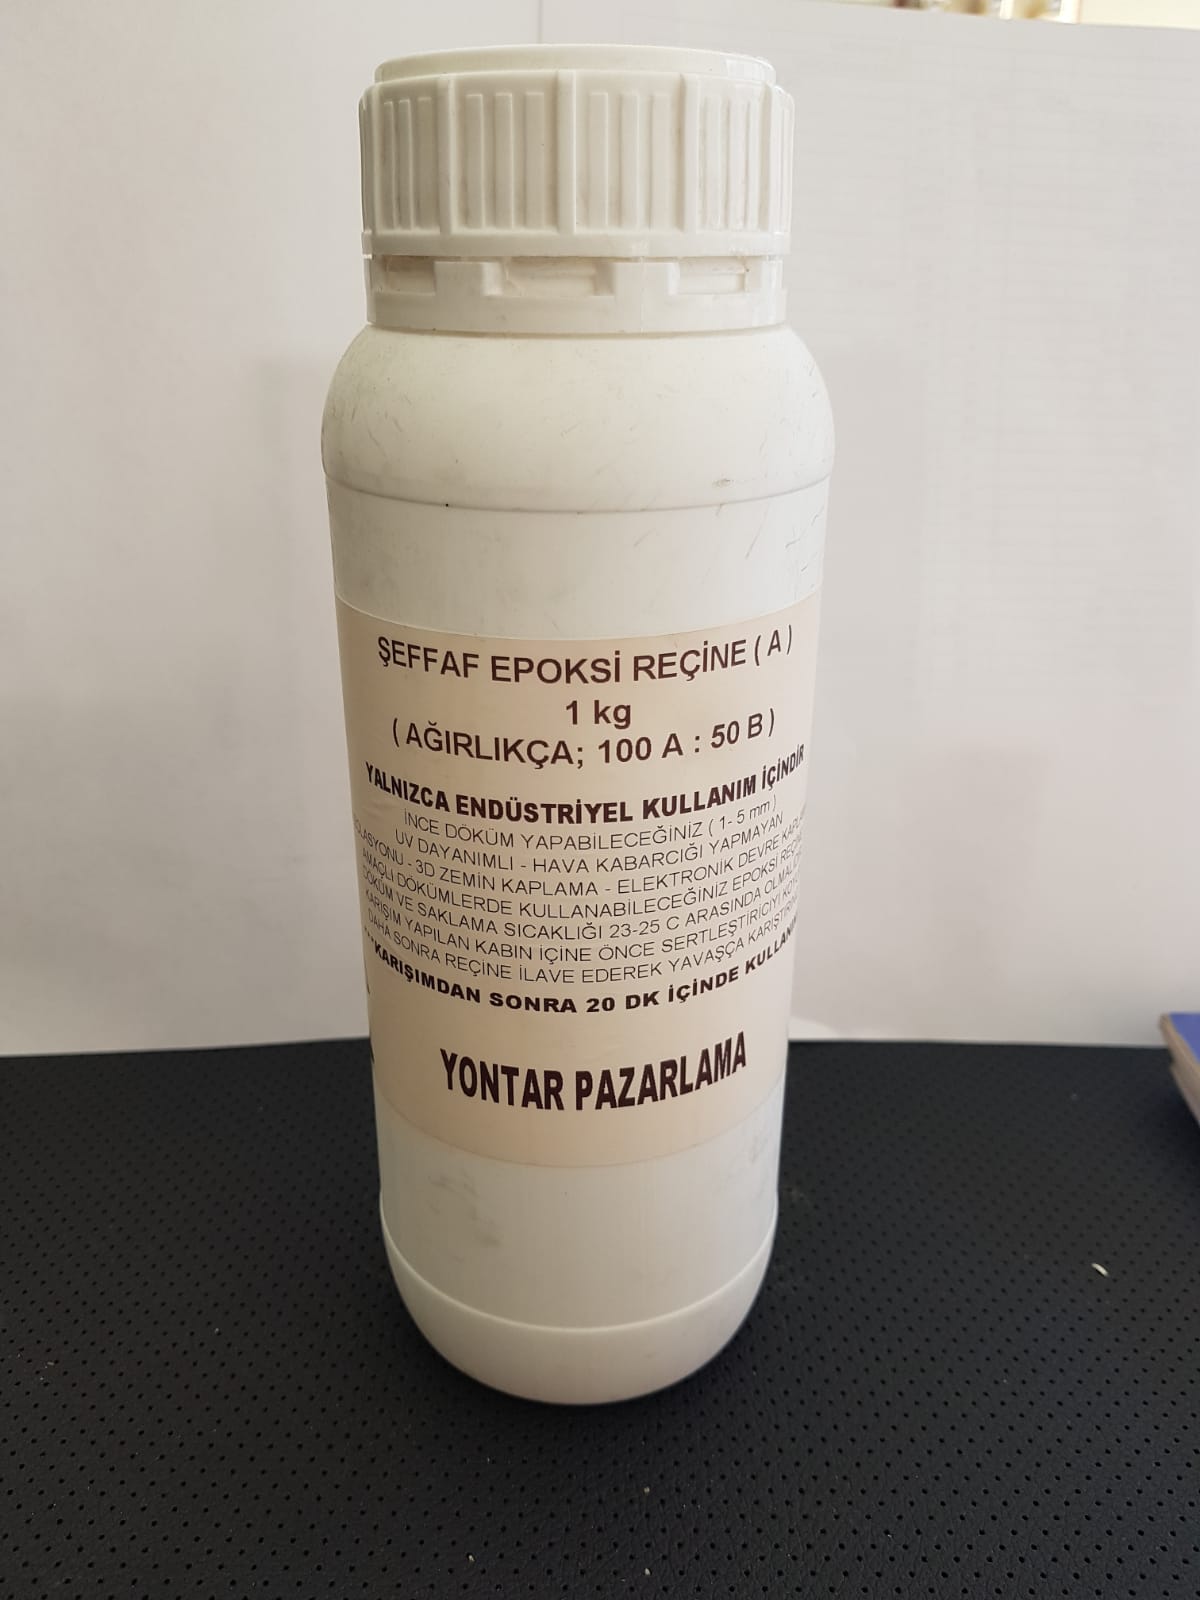 ŞEFFAF EPOKSİ REÇİNE ( A )
1 kg
( AĞIRLIKÇA; 100 A : 50 B )
YALNIZCA ENDÜSTRİYEL KULLANIM İÇİNDİR
İNCE DÖKÜM YAPABİLECEĞİNİZ ( 1- 5 mm )
UV DAYANIMLI - HAVA KABARCIĞI YAPMAYAN
- 3D ZEMİN KAPLAMA - ELEKTRONİK DEVRE
AMAÇLI DÖKÜMLERDE KULLANABİLECEĞİNİZ EPOKSİ
DÖKÜM VE SAKLAMA SICAKLIĞI 23-25 C ARASINDA
KARIŞIM YAPILAN KABIN İÇİNE ÖNCE SERTLEŞTİRİCİYİ
DAHA SONRA REÇİNE İLAVE EDEREK YAVAŞÇA
KARIŞIMDAN SONRA 20 DK İÇİNDE
YONTAR PAZARLAMA